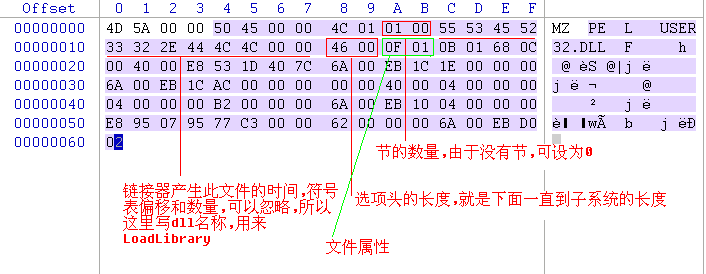 Offset 0 1 2 3 4 5 6 7 8 9 A B C D E F
00000000 4D 5A 00 00 50 45 00 00 4C 01 01 00 55 53 45 52 MZ PE L USER
00000010 33 32 2E 44 4C 4C 00 00 46 00 0F 01 0B 01 68 0C 32.DLL F h
00000020 00 40 00 E8 53 1D 40 7C 6A 00 EB 1C 1E 00 00 00 @ èS @|j ë
00000030 6A 00 EB 1C AC 00 00 00 00 00 40 00 04 00 00 00 j ë ¬ @
00000040 04 00 00 00 B2 00 00 00 6A 00 EB 10 04 00 00 00 ² j ë
00000050 E8 95 07 95 77 C3 00 00 62 00 00 00 6A 00 EB D0 è wÃ b j ëÐ
00000060 02
节的数量,由于没有节,可设为0
链接器产生此文件的时间,符号
表偏移和数量,可以忽略,所以
这里写dll名称,用来
LoadLibrary
选项头的长度,就是下面一直到子系统的长度
文件属性